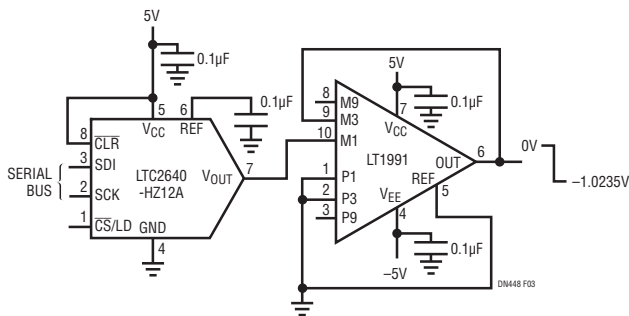 5V
0.1µF
5V
0.1µF
5 6
8
9
10
M9
M3
M1
7
0.1µF
VCC REF
VCC
8 CLR
3 SDI
SERIAL
BUS
2 SCK
1 CS/LD
LTC2640
-HZ12A
VOUT 7
GND
4
1 P1
2 P3
3 P9
LT1991
OUT 6
REF
5
VEE
4
0.1µF
–5V
0V
–1.0235V
DN448 F03